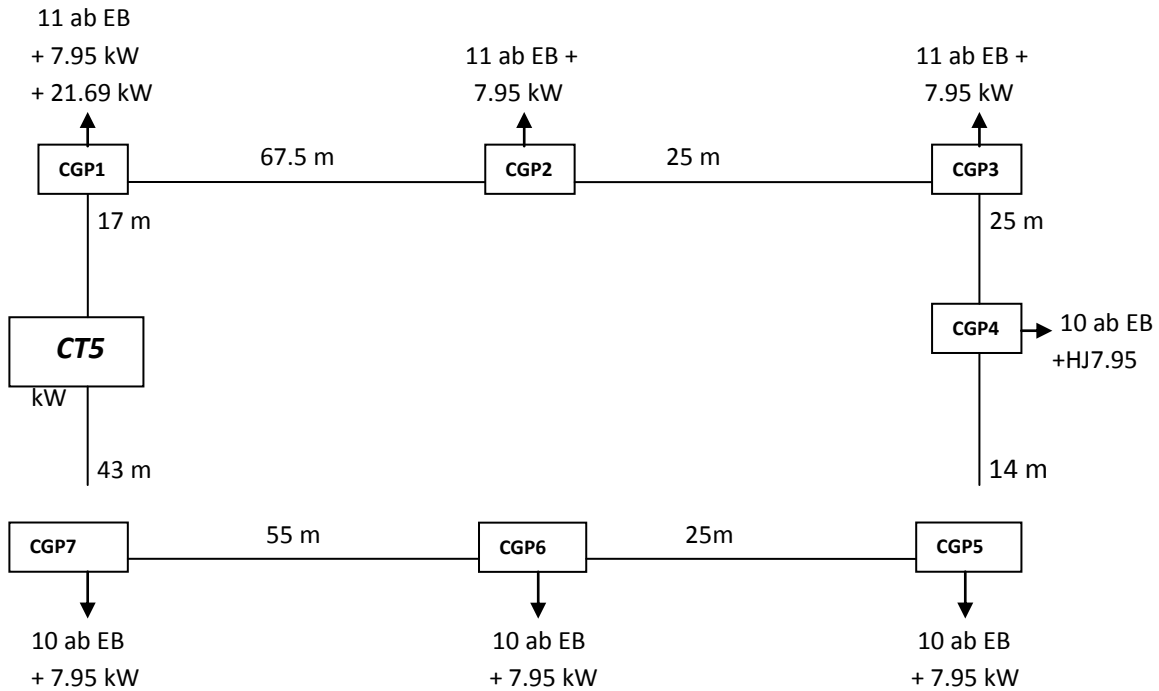 11 ab EB
+ 7.95 kW
+ 21.69 kW
11 ab EB +
7.95 kW
11 ab EB +
7.95 kW
CGP1
67.5 m
CGP2
25 m
CGP3
17 m
25 m
CT5
kW
CGP4
10 ab EB
+HJ7.95
43 m
14 m
CGP7
55 m
CGP6
25m
CGP5
10 ab EB
+ 7.95 kW
10 ab EB
+ 7.95 kW
10 ab EB
+ 7.95 kW